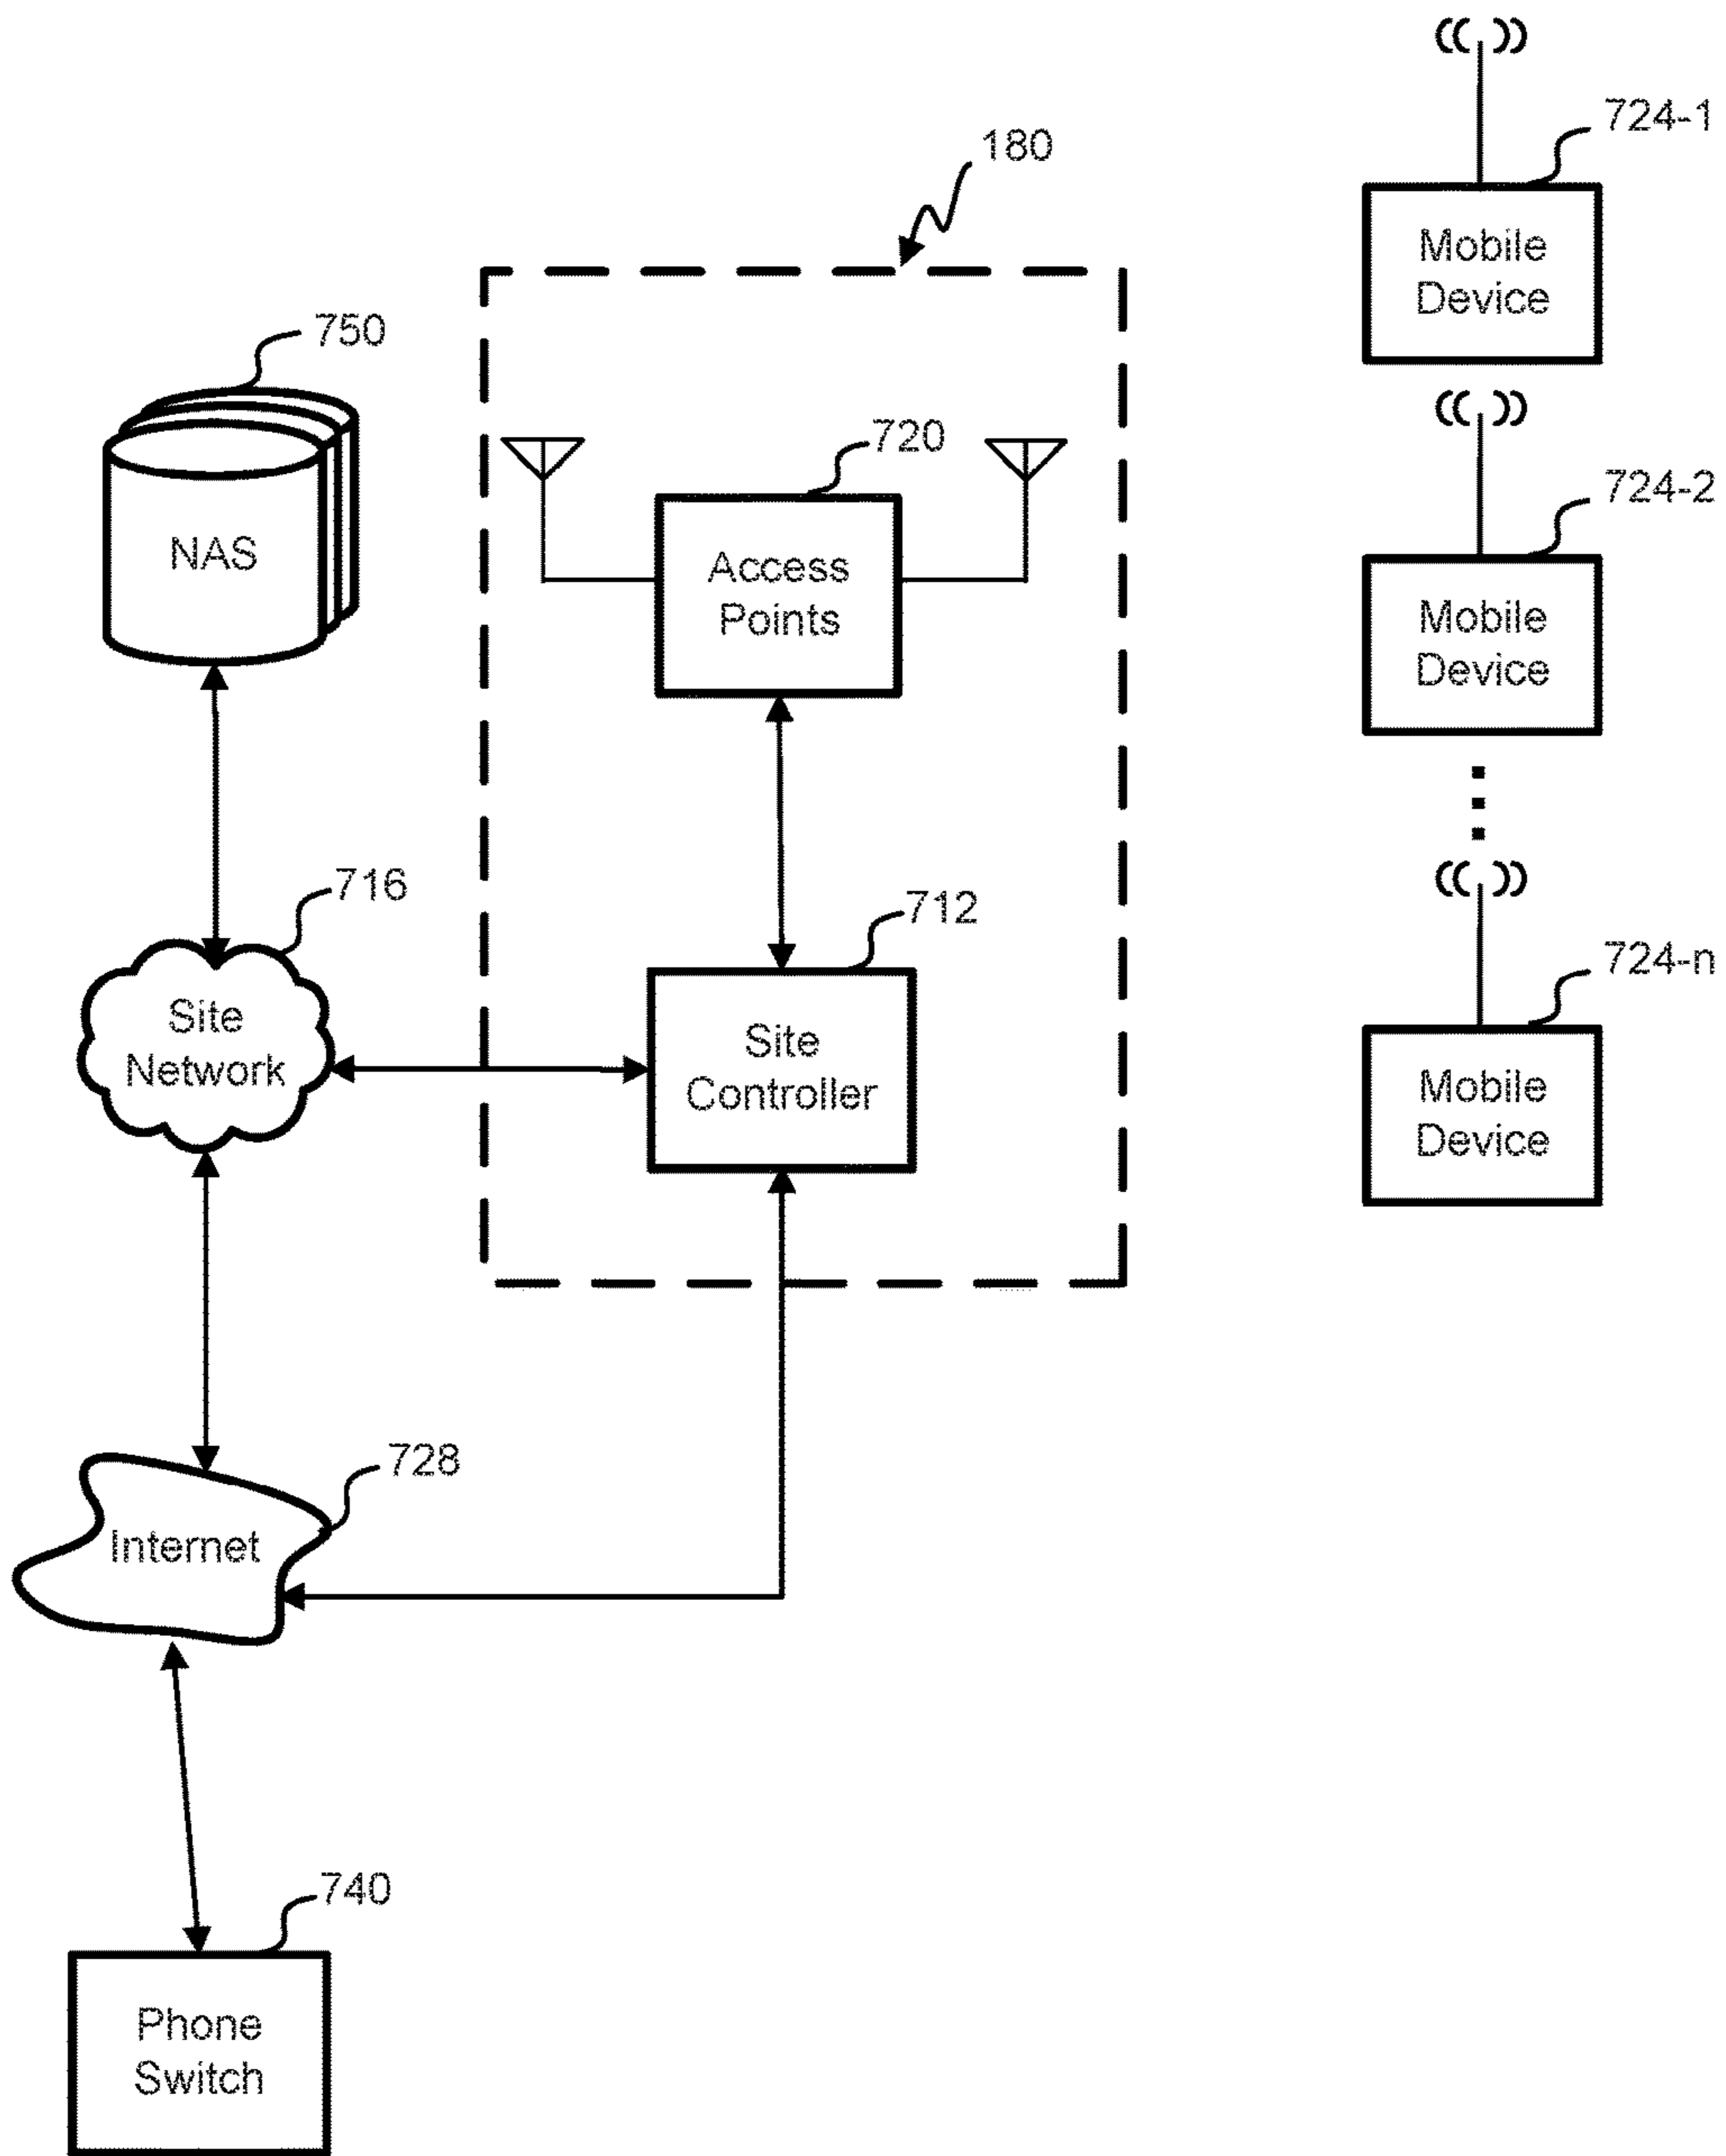 724-1
Mobile
Device
180
750
NAS
720
Access
Points
724-2
Mobile
Device
716
Site
Network
712
Site
Controller
724-n
Mobile
Device
728
Internet
740
Phone
Switch